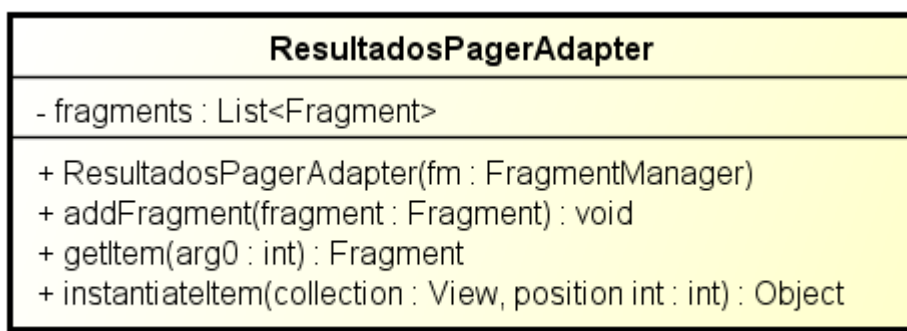 ResultadosPagerAdapter
- fragments : List<Fragment>
+ ResultadosPagerAdapter(fm : FragmentManager)
+ addFragment(fragment : Fragment) : void
+ getItem(arg0 : int) : Fragment
+ instantiateItem(collection : View, position int : int) : Object